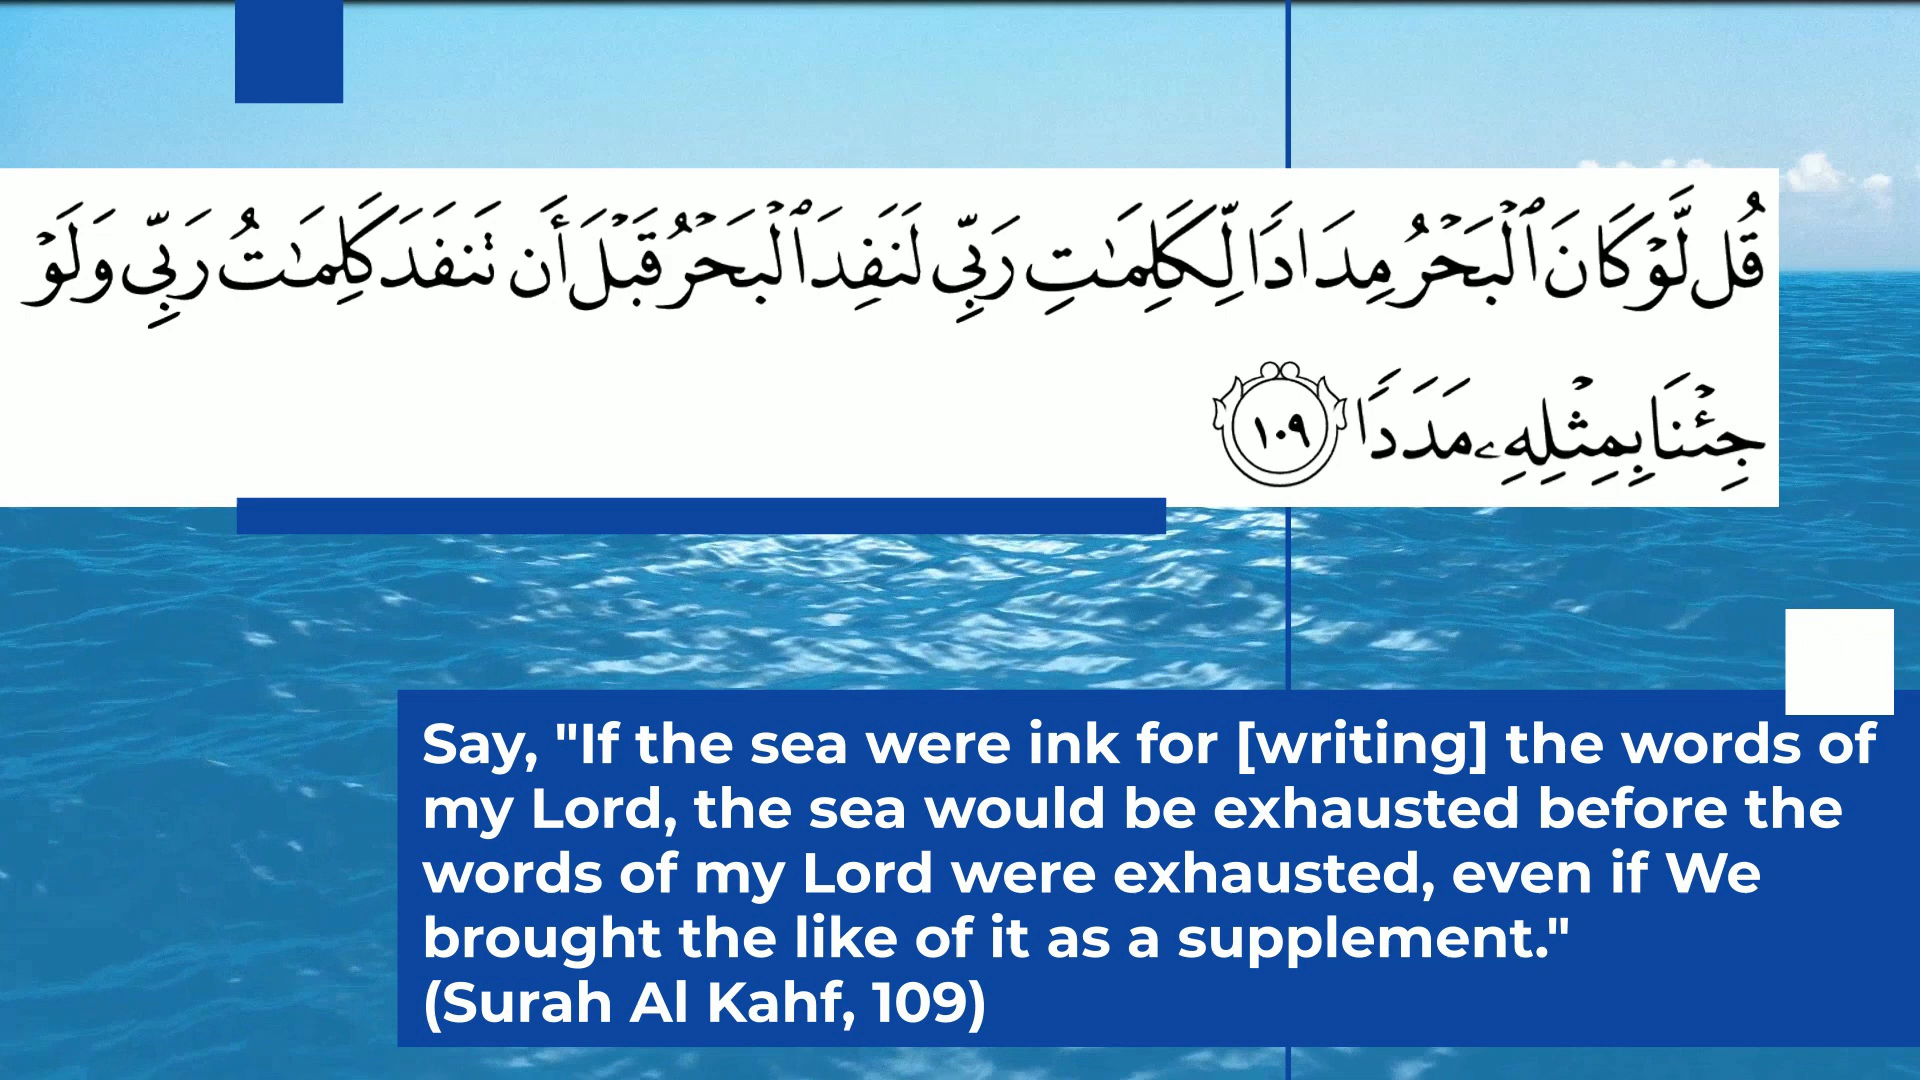 قُل لَّوْ كَانَ ٱلْبَحْرُ مِدَادًا لِّكَلِمَٰتِ رَبِّى لَنَفِدَ ٱلْبَحْرُ قَبْلَ أَن تَنفَدَ كَلِمَٰتُ رَبِّى وَلَوْ
جِئْنَا بِمِثْلِهِۦ مَدَدًا ١٠٩
Say, "If the sea were ink for [writing] the words of
my Lord, the sea would be exhausted before the
words of my Lord were exhausted, even if We
brought the like of it as a supplement."
(Surah Al Kahf, 109)